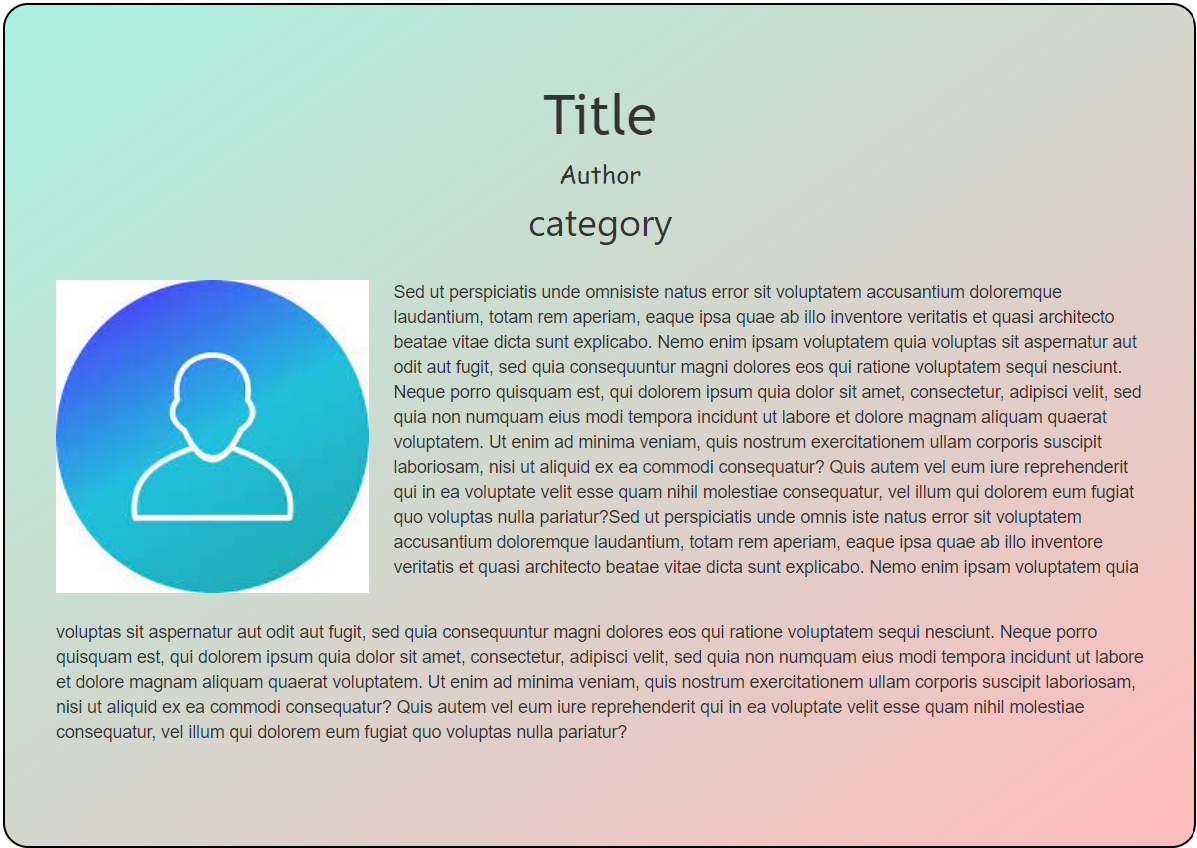 Title
Author
category
Sed ut perspiciatis unde omnisiste natus error sit voluptatem accusantium doloremque
laudantium, totam rem aperiam, eaque ipsa quae ab illo inventore veritatis et quasi architecto
beatae vitae dicta sunt explicabo. Nemo enim ipsam voluptatem quia voluptas sit aspernatur aut
odit aut fugit, sed quia consequuntur magni dolores eos qui ratione voluptatem sequi nesciunt.
Neque porro quisquam est, qui dolorem ipsum quia dolor sit amet, consectetur, adipisci velit, sed
quia non numquam eius modi tempora incidunt ut labore et dolore magnam aliquam quaerat
voluptatem. Ut enim ad minima veniam, quis nostrum exercitationem ullam corporis suscipit
laboriosam, nisi ut aliquid ex ea commodi consequatur? Quis autem vel eum iure reprehenderit
qui in ea voluptate velit esse quam nihil molestiae consequatur, vel illum qui dolorem eum fugiat
quo voluptas nulla pariatur?Sed ut perspiciatis unde omnis iste natus error sit voluptatem
accusantium doloremque laudantium, totam rem aperiam, eaque ipsa quae ab illo inventore
veritatis et quasi architecto beatae vitae dicta sunt explicabo. Nemo enim ipsam voluptatem quia
voluptas sit aspernatur aut odit aut fugit, sed quia consequuntur magni dolores eos qui ratione voluptatem sequi nesciunt. Neque porro
quisquam est, qui dolorem ipsum quia dolor sit amet, consectetur, adipisci velit, sed quia non numquam eius modi tempora incidunt ut labore
et dolore magnam aliquam quaerat voluptatem. Ut enim ad minima veniam, quis nostrum exercitationem ullam corporis suscipit laboriosam,
nisi ut aliquid ex ea commodi consequatur? Quis autem vel eum iure reprehenderit qui in ea voluptate velit esse quam nihil molestiae
consequatur, vel illum qui dolorem eum fugiat quo voluptas nulla pariatur?